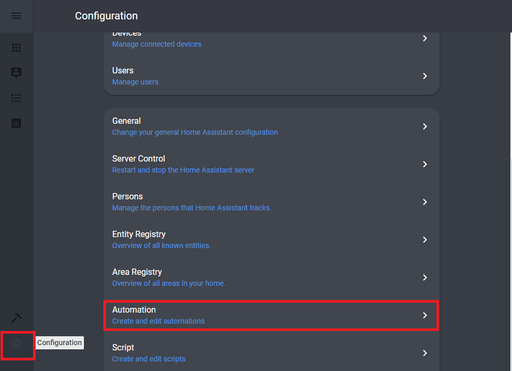 Configuration
Devices
Manage connected devices
Users
Manage users
General
Change your general Home Assistant configuration
Server Control
Restart and stop the Home Assistant server
Persons
Manage the persons that Home Assistant tracks.
Entity Registry
Overview of all known entities.
Area Registry
Overview of all areas in your home.
Automation
Create and edit automations
Configuration
Script
Create and edit scripts